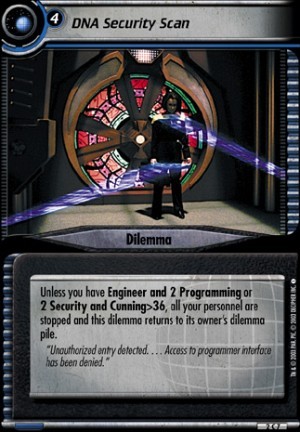 4
DNA Security Scan
Dilemma
Unless you have Engineer and 2 Programming or
2 Security and Cunning>36, all your personnel are
stopped and this dilemma returns to its owner's dilemma
pile.
"Unauthorized entry detected. . . . Access to programmer interface
has been denied."
2 C 7